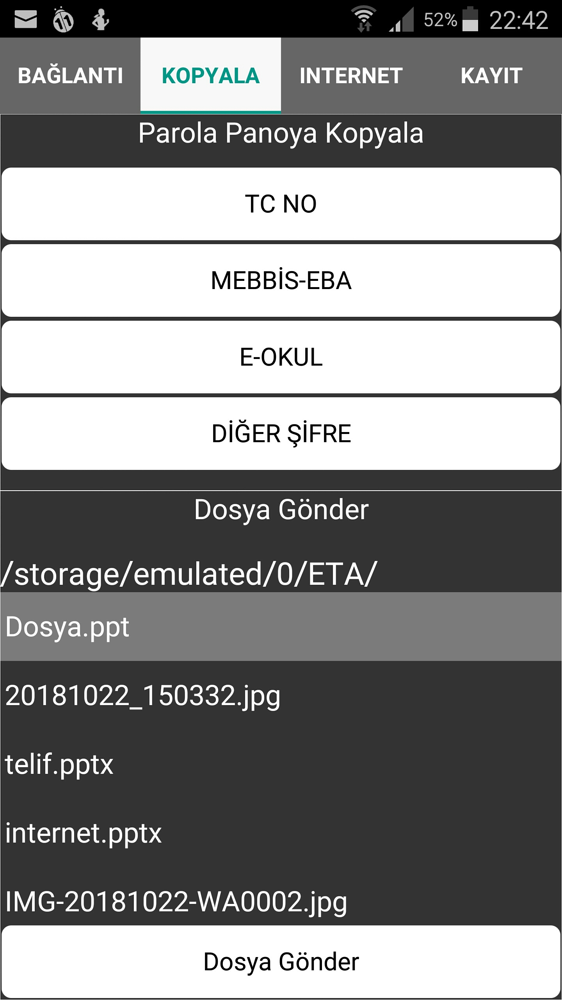 52% 22:42
BAĞLANTI KOPYALA INTERNET KAYIT
Parola Panoya Kopyala
TC NO
MEBBİS-EBA
E-OKUL
DİĞER ŞİFRE
Dosya Gönder
/storage/emulated/0/ETA/
Dosya.ppt
20181022_150332.jpg
telif.pptx
internet.pptx
IMG-20181022-WA0002.jpg
Dosya Gönder